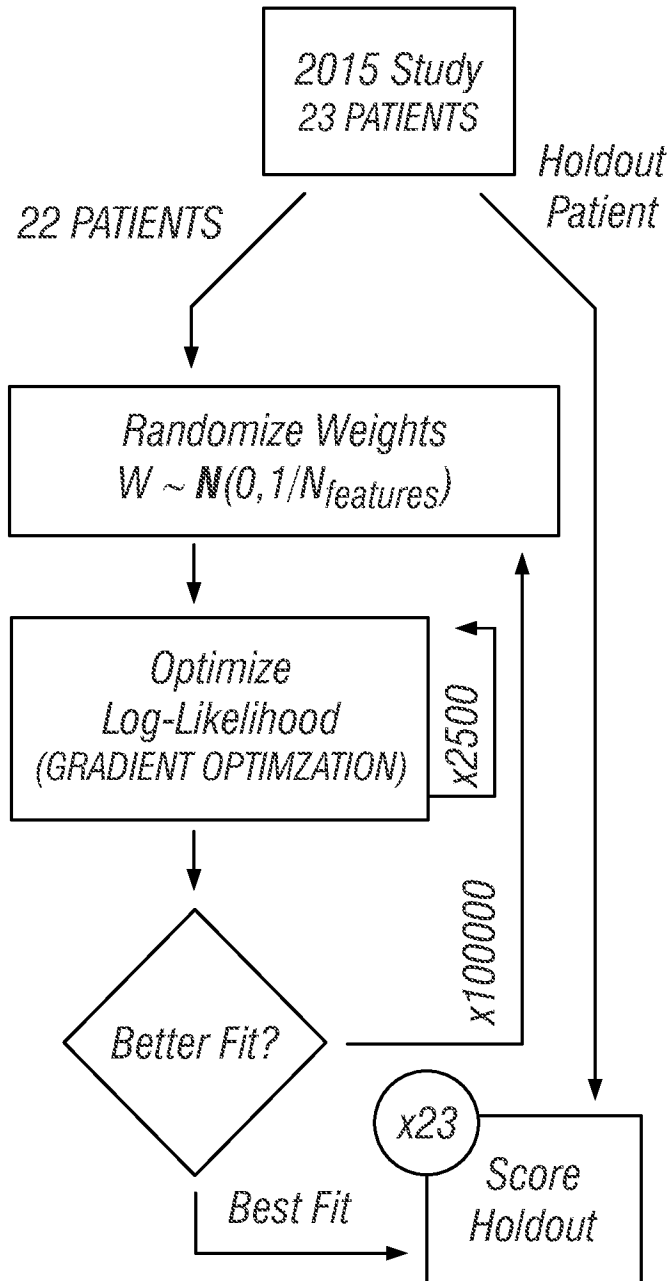 2015 Study
23 PATIENTS
Holdout
Patient
22 PATIENTS
Randomize Weights
W ~ N(0,1/Nfeatures)
Optimize
Log-Likelihood
(GRADIENT OPTIMZATION)
x2500
x100000
Better Fit?
x23
Score
Holdout
Best Fit